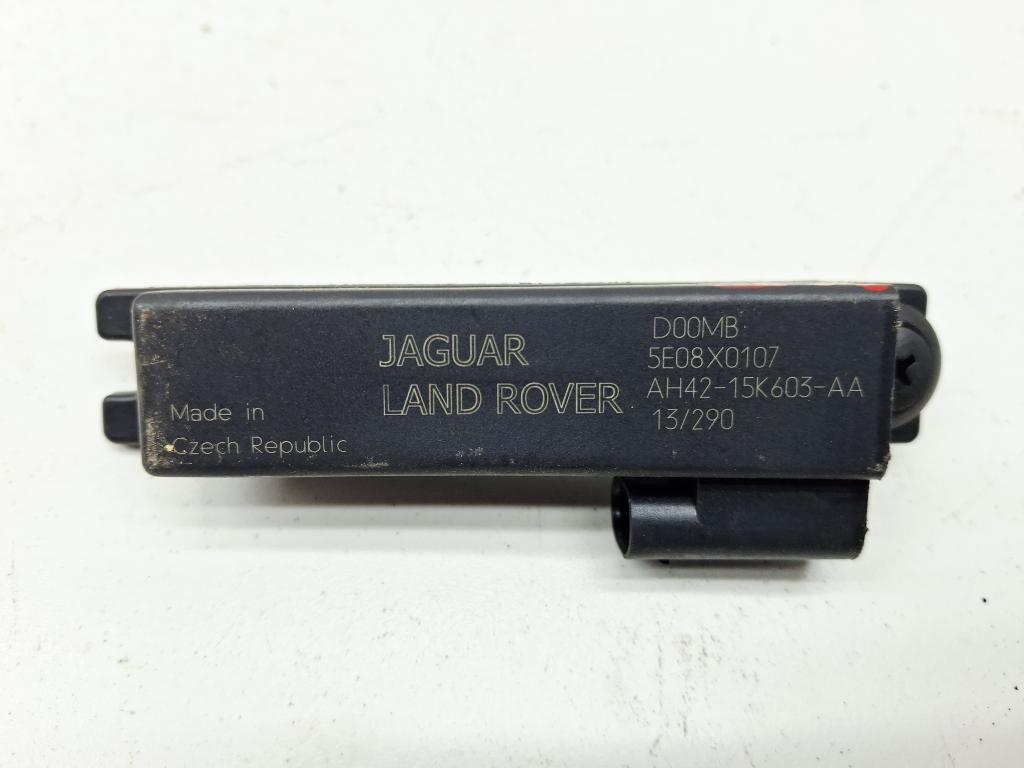 JAGUAR
LAND ROVER
Made in
Czech Republic
D00MB
5E08X0107
AH42-15K603-AA
13/290